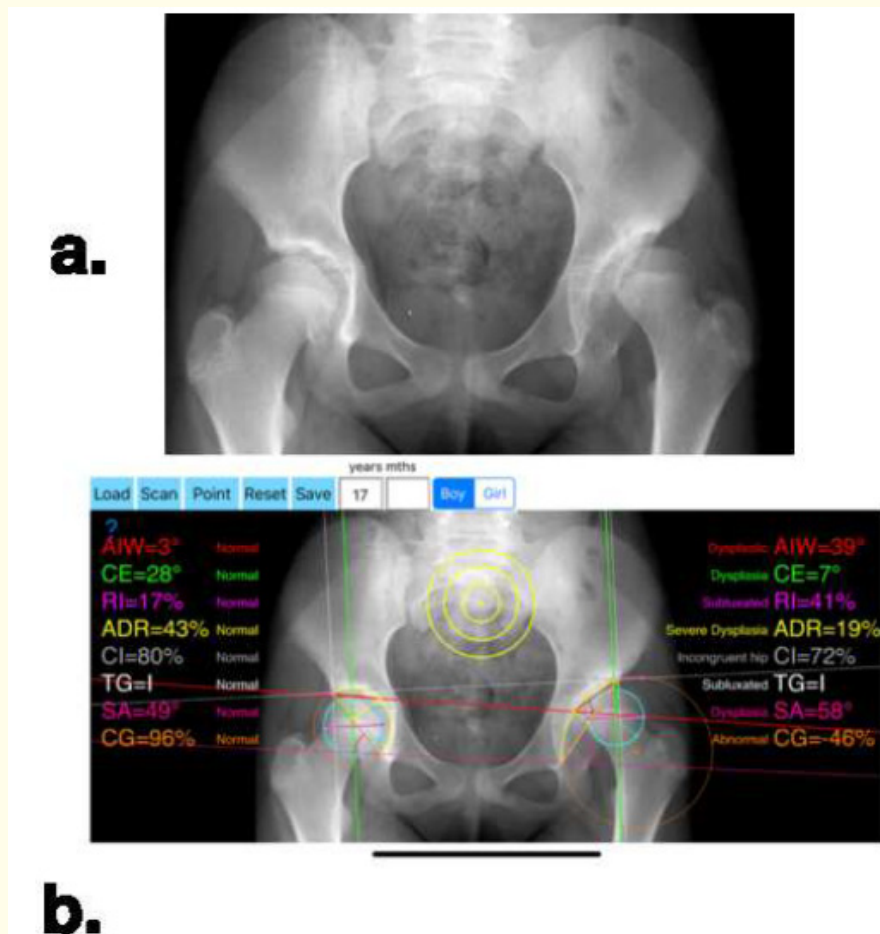 a.
years mths
Load Scan Point Reset Save 17 Boy Girl
?
AIW=3° Normal Dysplastic AIW=39°
CE=28° Normal Dysplasia CE=7°
RI=17% Normal Subluxated RI=41%
ADR=43% Normal Severe Dysplasia ADR=19%
CI=80% Normal Incongruent hip CI=72%
TG=I Normal Subluxated TG=I
SA=49° Normal Dysplasia SA=58°
CG=96% Normal Abnormal CG=-46%
b.